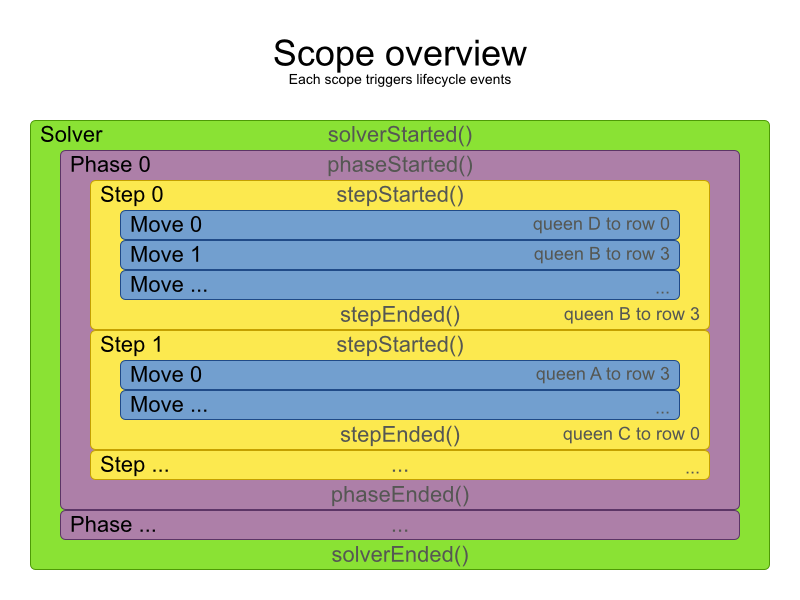 Scope overview
Each scope triggers lifecycle events
Solver solverStarted()
Phase 0 phaseStarted()
Step 0 stepStarted()
Move 0 queen D to row 0
Move 1 queen B to row 3
Move ... ...
stepEnded() queen B to row 3
Step 1 stepStarted()
Move 0 queen A to row 3
Move ... ...
stepEnded() queen C to row 0
Step ... ... ...
phaseEnded()
Phase ... ...
solverEnded()